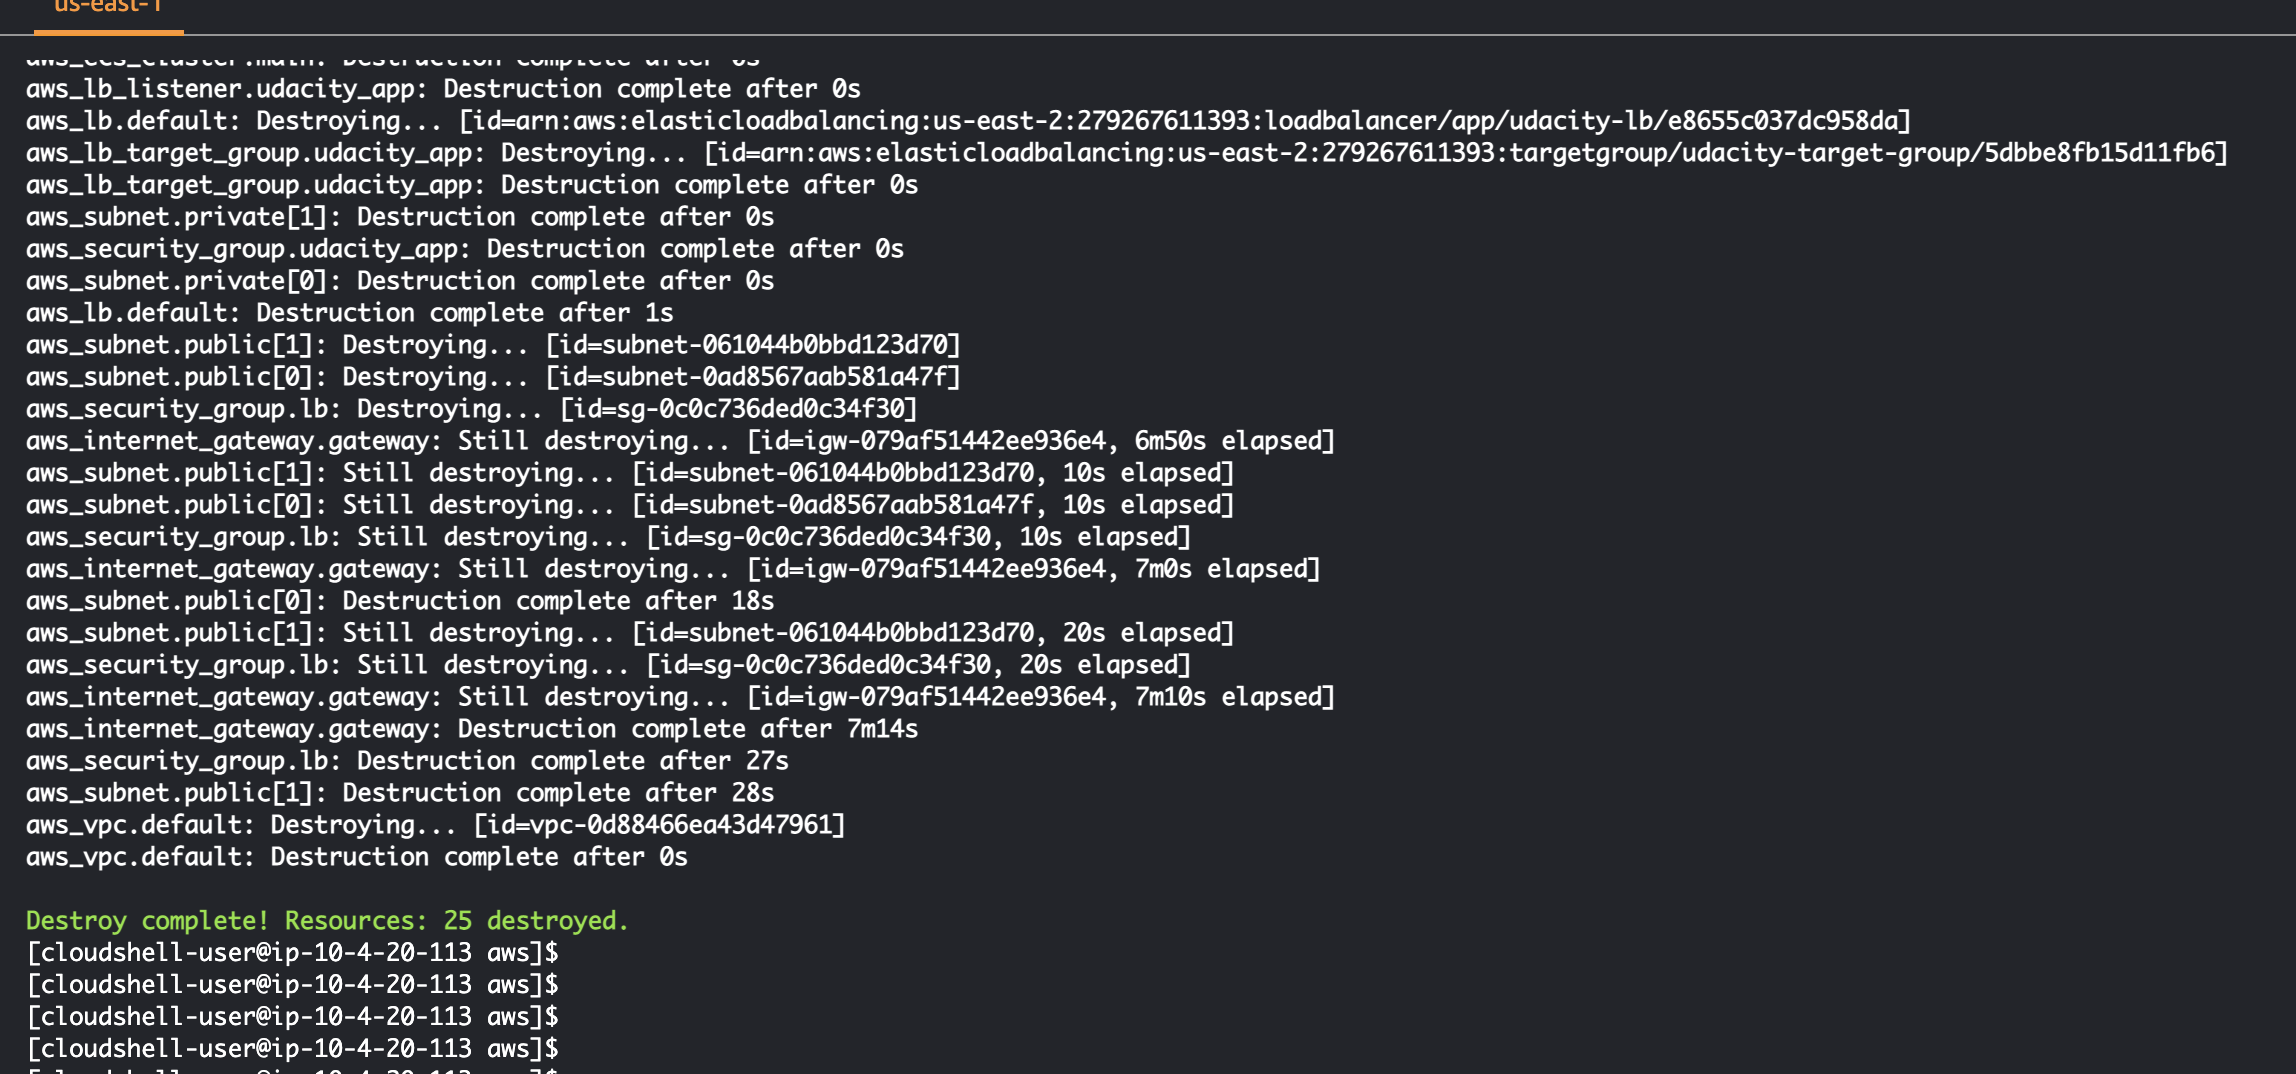 us-east-1
aws_ecs_cluster.main: Destruction complete after 0s
aws_lb_listener.udacity_app: Destruction complete after 0s
aws_lb.default: Destroying... [id=arn:aws:elasticloadbalancing:us-east-2:279267611393:loadbalancer/app/udacity-lb/e8655c037dc958da]
aws_lb_target_group.udacity_app: Destroying... [id=arn:aws:elasticloadbalancing:us-east-2:279267611393:targetgroup/udacity-target-group/5dbbe8fb15d11fb6]
aws_lb_target_group.udacity_app: Destruction complete after 0s
aws_subnet.private[1]: Destruction complete after 0s
aws_security_group.udacity_app: Destruction complete after 0s
aws_subnet.private[0]: Destruction complete after 0s
aws_lb.default: Destruction complete after 1s
aws_subnet.public[1]: Destroying... [id=subnet-061044b0bbd123d70]
aws_subnet.public[0]: Destroying... [id=subnet-0ad8567aab581a47f]
aws_security_group.lb: Destroying... [id=sg-0c0c736ded0c34f30]
aws_internet_gateway.gateway: Still destroying... [id=igw-079af51442ee936e4, 6m50s elapsed]
aws_subnet.public[1]: Still destroying... [id=subnet-061044b0bbd123d70, 10s elapsed]
aws_subnet.public[0]: Still destroying... [id=subnet-0ad8567aab581a47f, 10s elapsed]
aws_security_group.lb: Still destroying... [id=sg-0c0c736ded0c34f30, 10s elapsed]
aws_internet_gateway.gateway: Still destroying... [id=igw-079af51442ee936e4, 7m0s elapsed]
aws_subnet.public[0]: Destruction complete after 18s
aws_subnet.public[1]: Still destroying... [id=subnet-061044b0bbd123d70, 20s elapsed]
aws_security_group.lb: Still destroying... [id=sg-0c0c736ded0c34f30, 20s elapsed]
aws_internet_gateway.gateway: Still destroying... [id=igw-079af51442ee936e4, 7m10s elapsed]
aws_internet_gateway.gateway: Destruction complete after 7m14s
aws_security_group.lb: Destruction complete after 27s
aws_subnet.public[1]: Destruction complete after 28s
aws_vpc.default: Destroying... [id=vpc-0d88466ea43d47961]
aws_vpc.default: Destruction complete after 0s
Destroy complete! Resources: 25 destroyed.
[cloudshell-user@ip-10-4-20-113 aws]$
[cloudshell-user@ip-10-4-20-113 aws]$
[cloudshell-user@ip-10-4-20-113 aws]$
[cloudshell-user@ip-10-4-20-113 aws]$